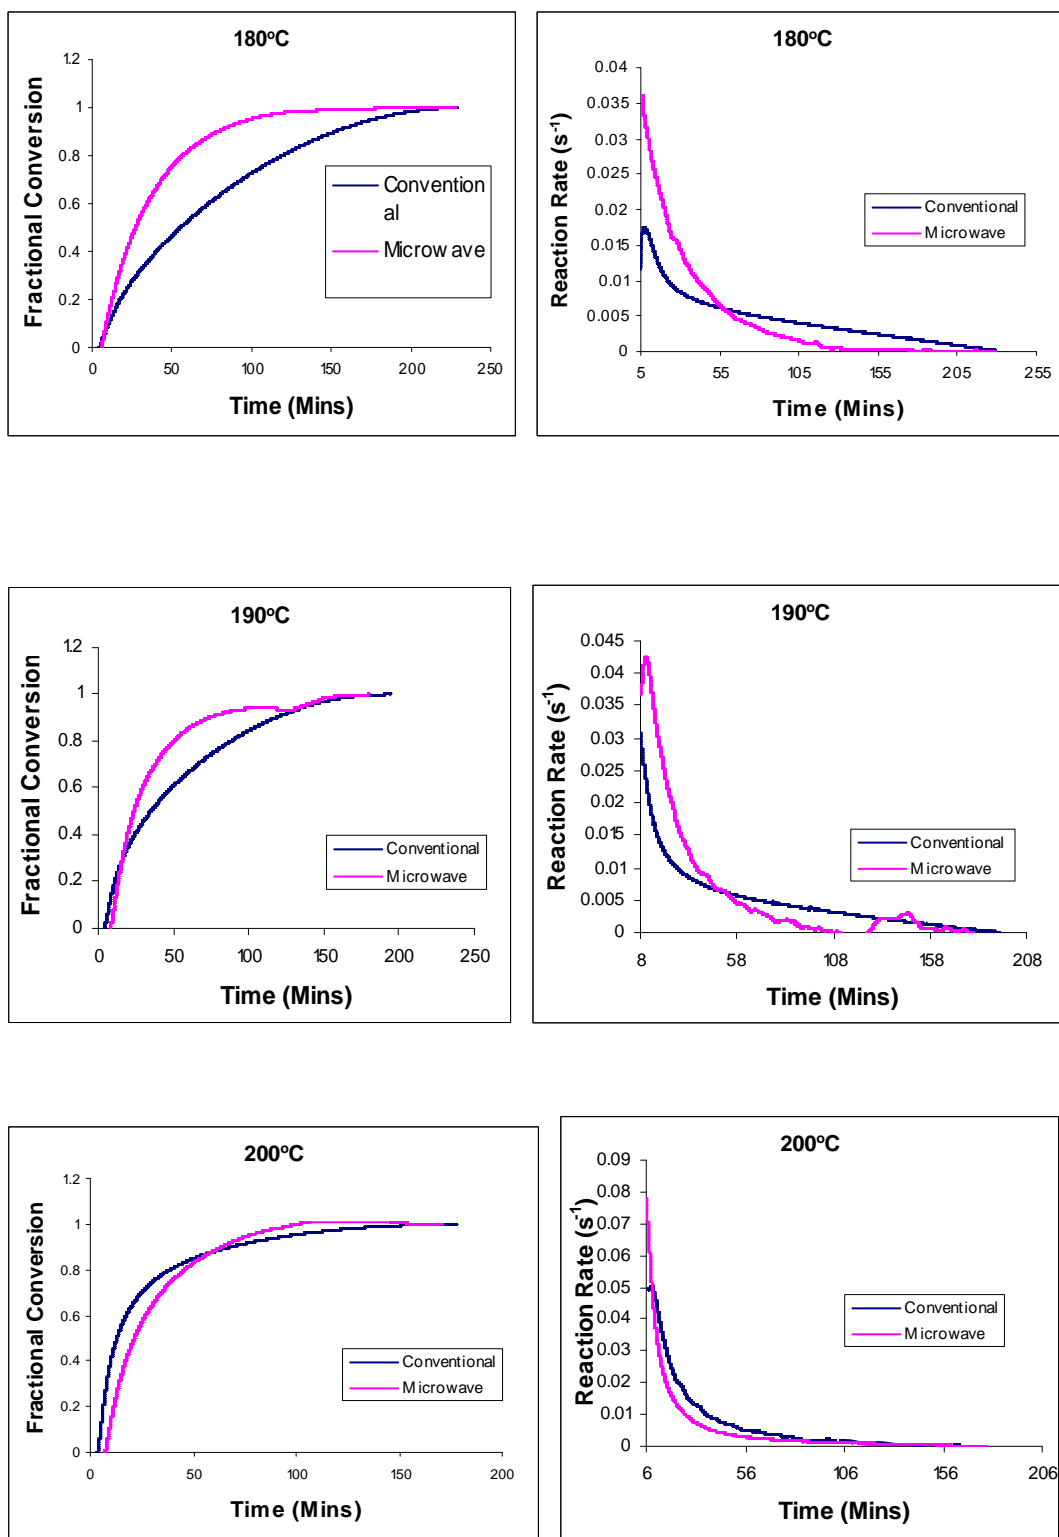 180ºC
Fractional Conversion
1.2
1
0.8
0.6
0.4
0.2
0
0 50 100 150 200 250
Time (Mins)
Convention
al
Microwave
180ºC
Reaction Rate (s-1)
0.04
0.035
0.03
0.025
0.02
0.015
0.01
0.005
0
5 55 105 155 205 255
Time (Mins)
Conventional
Microwave
190ºC
Fractional Conversion
1.2
1
0.8
0.6
0.4
0.2
0
0 50 100 150 200 250
Time (Mins)
Conventional
Microwave
190ºC
Reaction Rate (s-1)
0.045
0.04
0.035
0.03
0.025
0.02
0.015
0.01
0.005
0
8 58 108 158 208
Time (Mins)
Conventional
Microwave
200ºC
Fractional Conversion
1.2
1
0.8
0.6
0.4
0.2
0
0 50 100 150 200
Time (Mins)
Conventional
Microwave
200ºC
Reaction Rate (s-1)
0.09
0.08
0.07
0.06
0.05
0.04
0.03
0.02
0.01
0
6 56 106 156 206
Time (Mins)
Conventional
Microwave